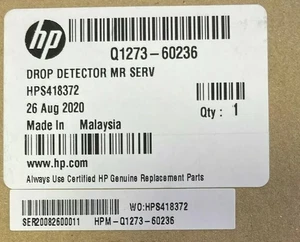 hp
Q1273-60236
DROP DETECTOR MR SERV
HPS418372
26 Aug 2020
Qty : 1
Made In Malaysia
www.hp.com
Always Use Certified HP Genuine Replacement Parts
WO:HPS418372
SER20082600011 HPM-Q1273-60236